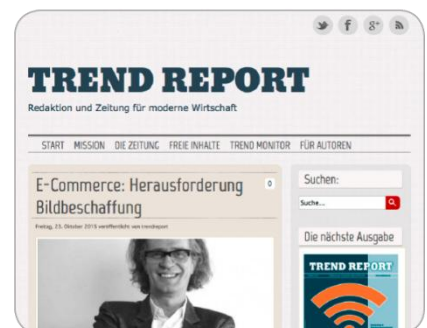 TREND REPORT
Redaktion und Zeitung für moderne Wirtschaft
START MISSION DIE ZEITUNG FREIE INHALTE TREND MONITOR FÜR AUTOREN
E-Commerce: Herausforderung
Bildbeschaffung
0
Freitag, 23. Oktober 2015 veröffentlicht von trendreport
Suchen:
Suche...
Die nächste Ausgabe
TREND REPORT